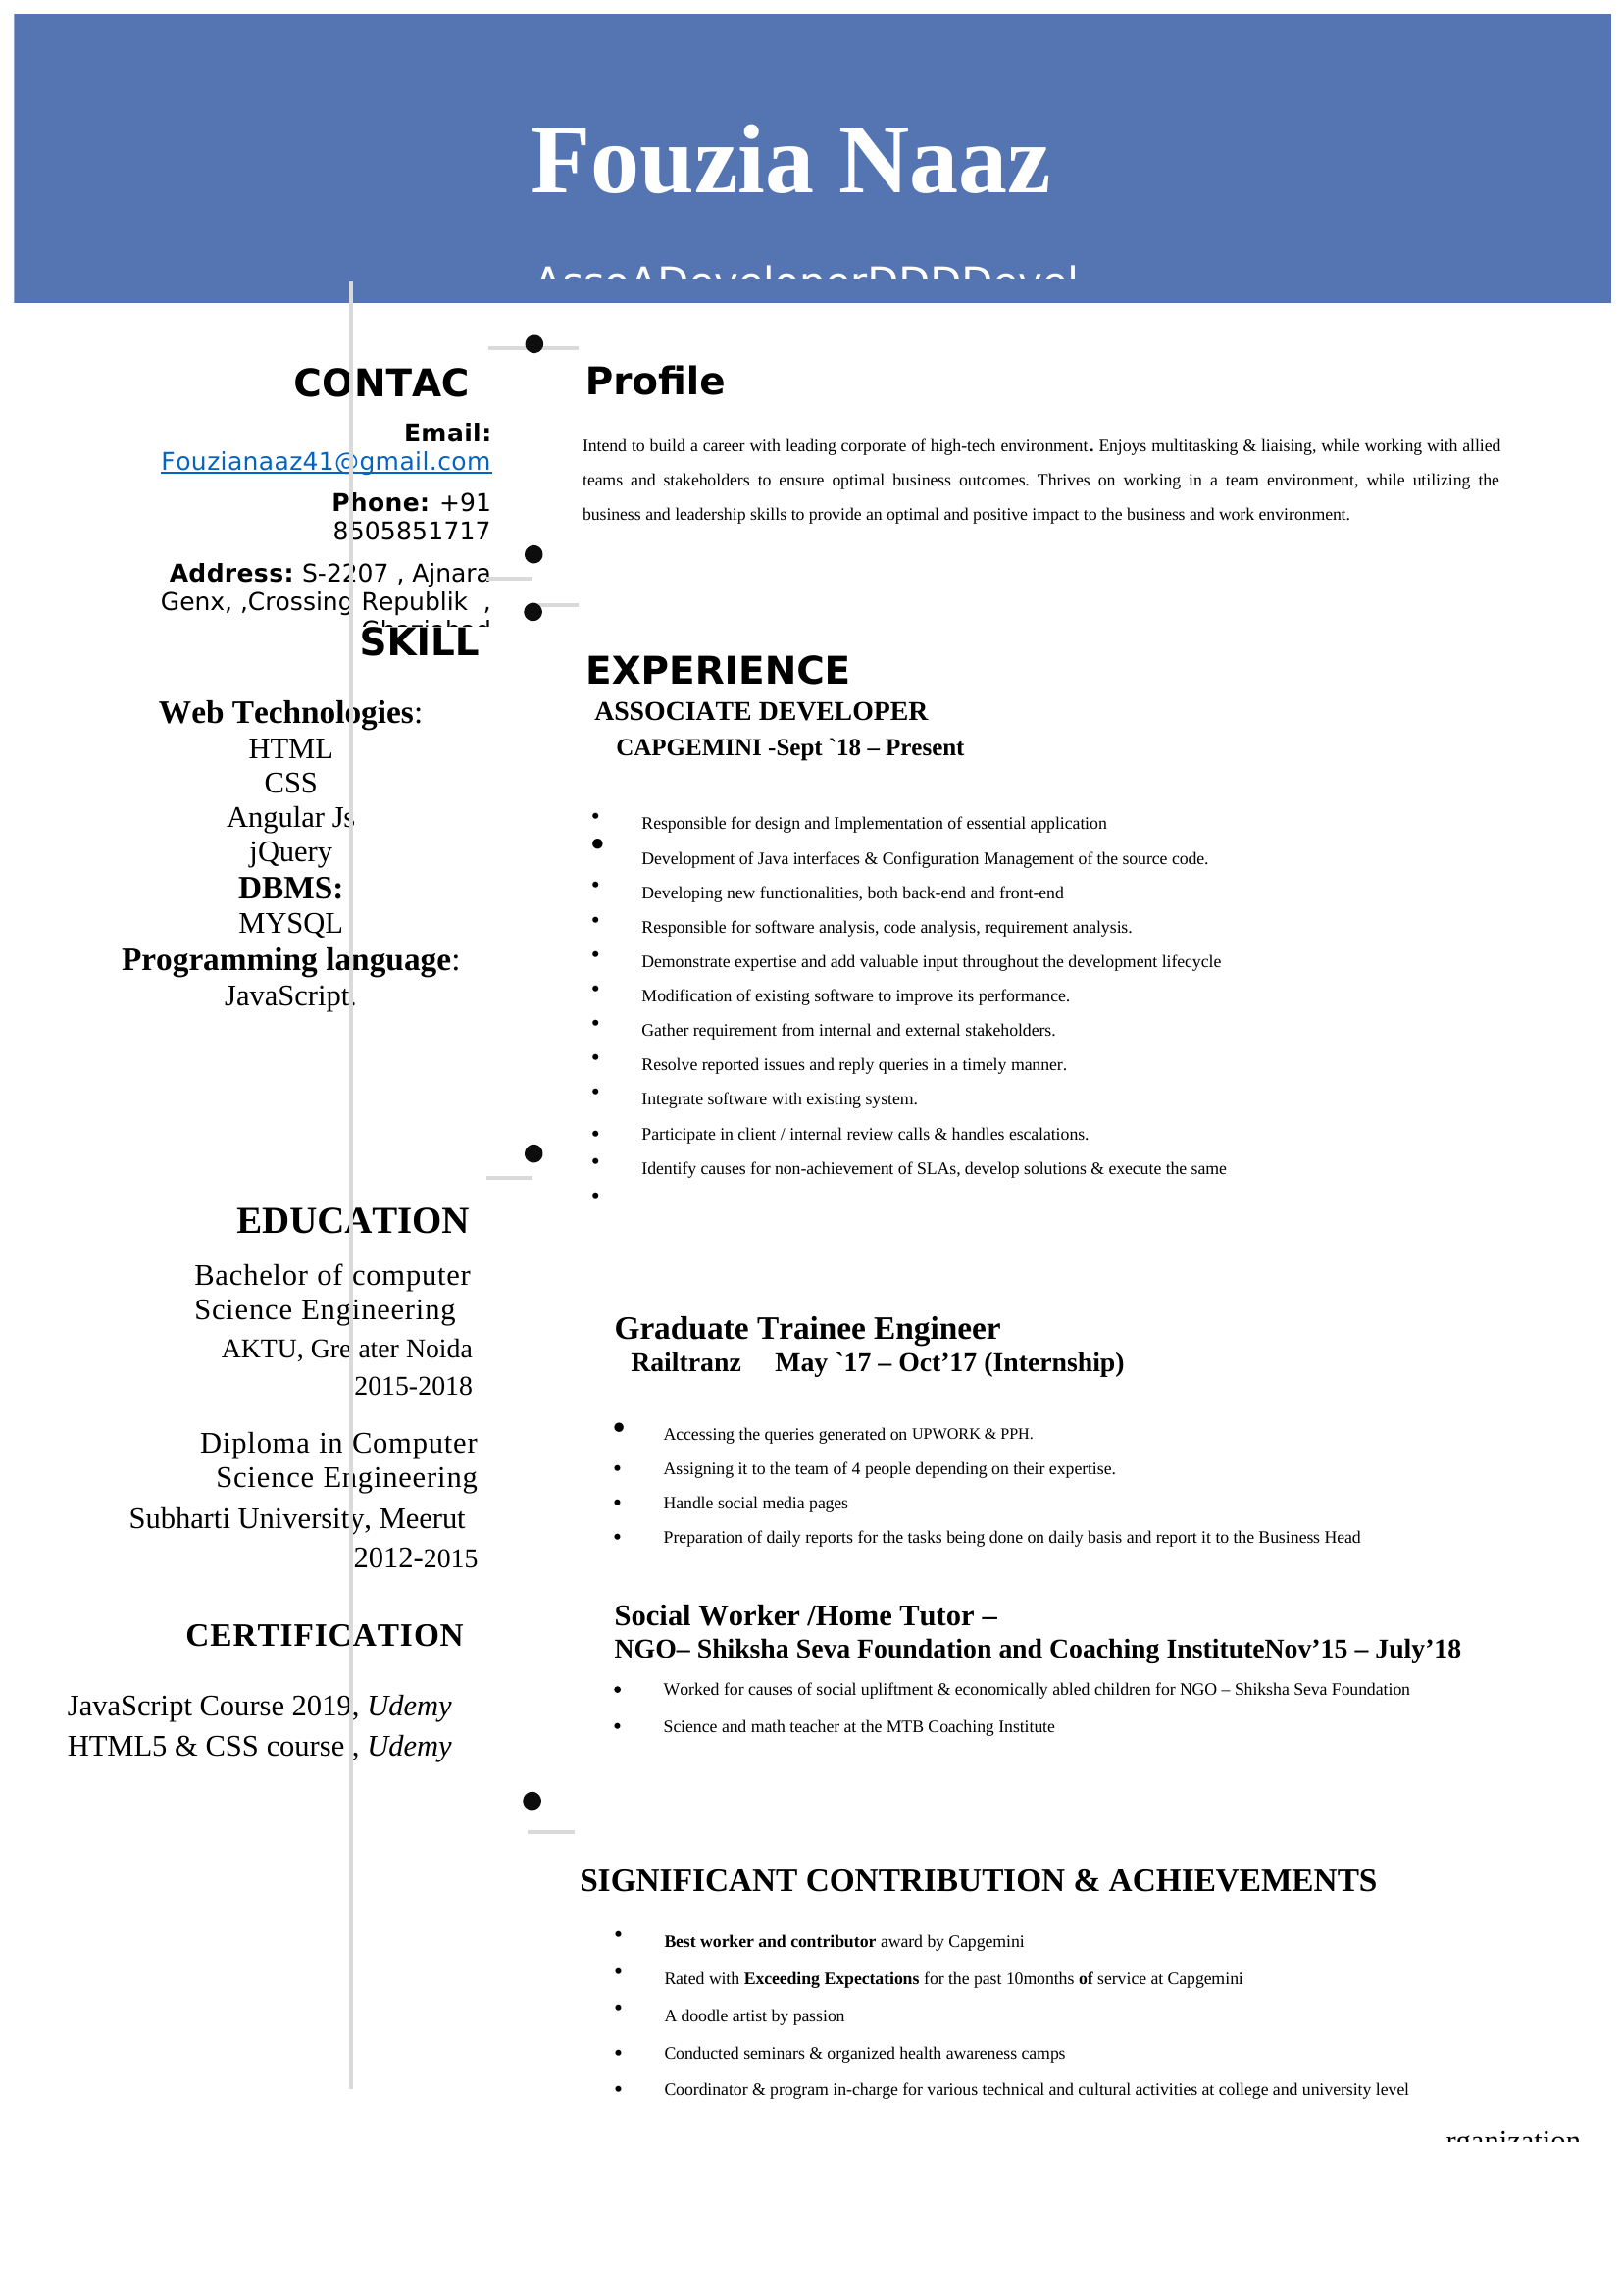 Fouzia Naaz
CONTAC
Email:
Fouzianaaz41@gmail.com
Phone: +91
8505851717
Address: S-2207 , Ajnara
Genx, ,Crossing Republik ,
SKILL
Web Technologies:
HTML
CSS
Angular Js
jQuery
DBMS:
MYSQL
Programming language:
JavaScript.
EDUCATION
Bachelor of computer
Science Engineering
AKTU, Greater Noida
2015-2018
Diploma in Computer
Science Engineering
Subharti University, Meerut
2012-2015
CERTIFICATION
JavaScript Course 2019, Udemy
HTML5 & CSS course , Udemy
Profile
Intend to build a career with leading corporate of high-tech environment. Enjoys multitasking & liaising, while working with allied
teams and stakeholders to ensure optimal business outcomes. Thrives on working in a team environment, while utilizing the
business and leadership skills to provide an optimal and positive impact to the business and work environment.
EXPERIENCE
ASSOCIATE DEVELOPER
CAPGEMINI -Sept `18 – Present
• Responsible for design and Implementation of essential application
• Development of Java interfaces & Configuration Management of the source code.
• Developing new functionalities, both back-end and front-end
• Responsible for software analysis, code analysis, requirement analysis.
• Demonstrate expertise and add valuable input throughout the development lifecycle
• Modification of existing software to improve its performance.
• Gather requirement from internal and external stakeholders.
• Resolve reported issues and reply queries in a timely manner.
• Integrate software with existing system.
• Participate in client / internal review calls & handles escalations.
• Identify causes for non-achievement of SLAs, develop solutions & execute the same
•
Graduate Trainee Engineer
Railtranz May `17 – Oct’17 (Internship)
• Accessing the queries generated on UPWORK & PPH.
• Assigning it to the team of 4 people depending on their expertise.
• Handle social media pages
• Preparation of daily reports for the tasks being done on daily basis and report it to the Business Head
Social Worker /Home Tutor –
NGO– Shiksha Seva Foundation and Coaching InstituteNov’15 – July’18
• Worked for causes of social upliftment & economically abled children for NGO – Shiksha Seva Foundation
• Science and math teacher at the MTB Coaching Institute
SIGNIFICANT CONTRIBUTION & ACHIEVEMENTS
• Best worker and contributor award by Capgemini
• Rated with Exceeding Expectations for the past 10months of service at Capgemini
• A doodle artist by passion
• Conducted seminars & organized health awareness camps
• Coordinator & program in-charge for various technical and cultural activities at college and university level
rganization